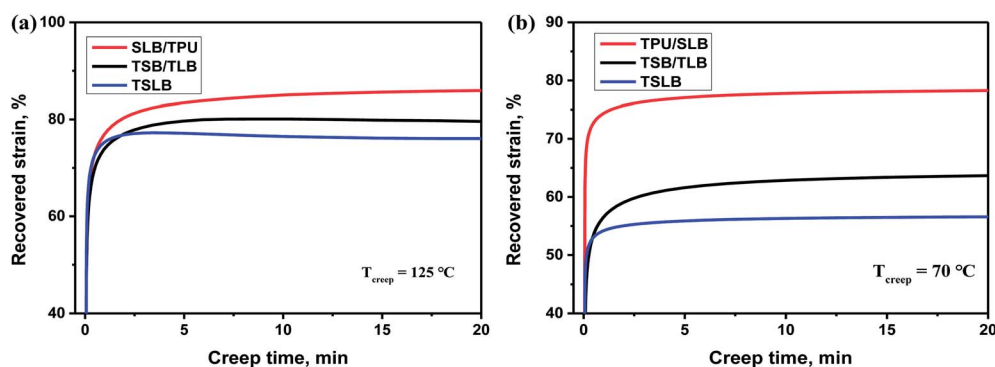 (a)
100
80
60
40
Recovered strain, %
SLB/TPU
TSB/TLB
TSLB
T_creep = 125 °C
0
5
10
15
20
Creep time, min
(b)
90
80
70
60
50
40
Recovered strain, %
TPU/SLB
TSB/TLB
TSLB
T_creep = 70 °C
0
5
10
15
20
Creep time, min